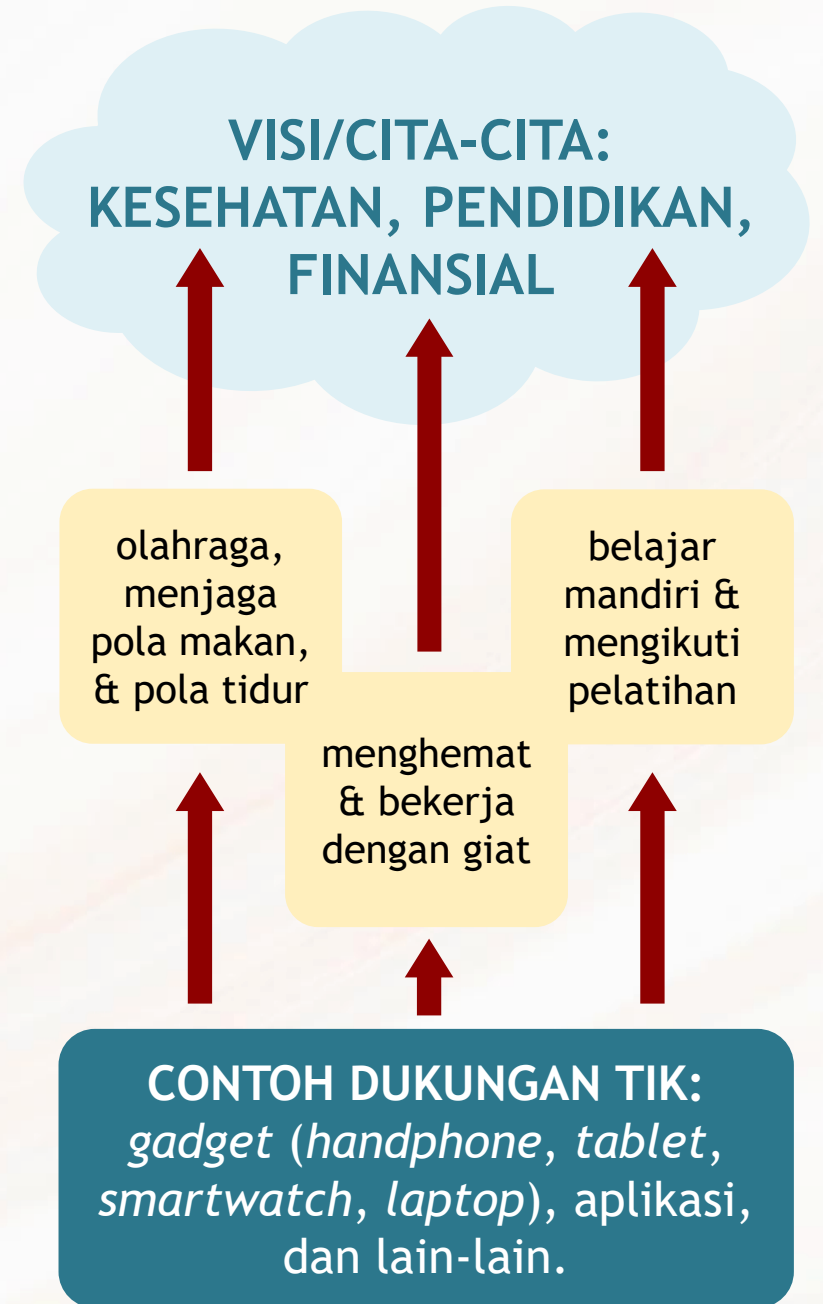 VISI/CITA-CITA:
KESEHATAN, PENDIDIKAN,
FINANSIAL
olahraga,
menjaga
pola makan,
& pola tidur
menghemat
& bekerja
dengan giat
belajar
mandiri &
mengikuti
pelatihan
CONTOH DUKUNGAN TIK:
gadget (handphone, tablet,
smartwatch, laptop), aplikasi,
dan lain-lain.